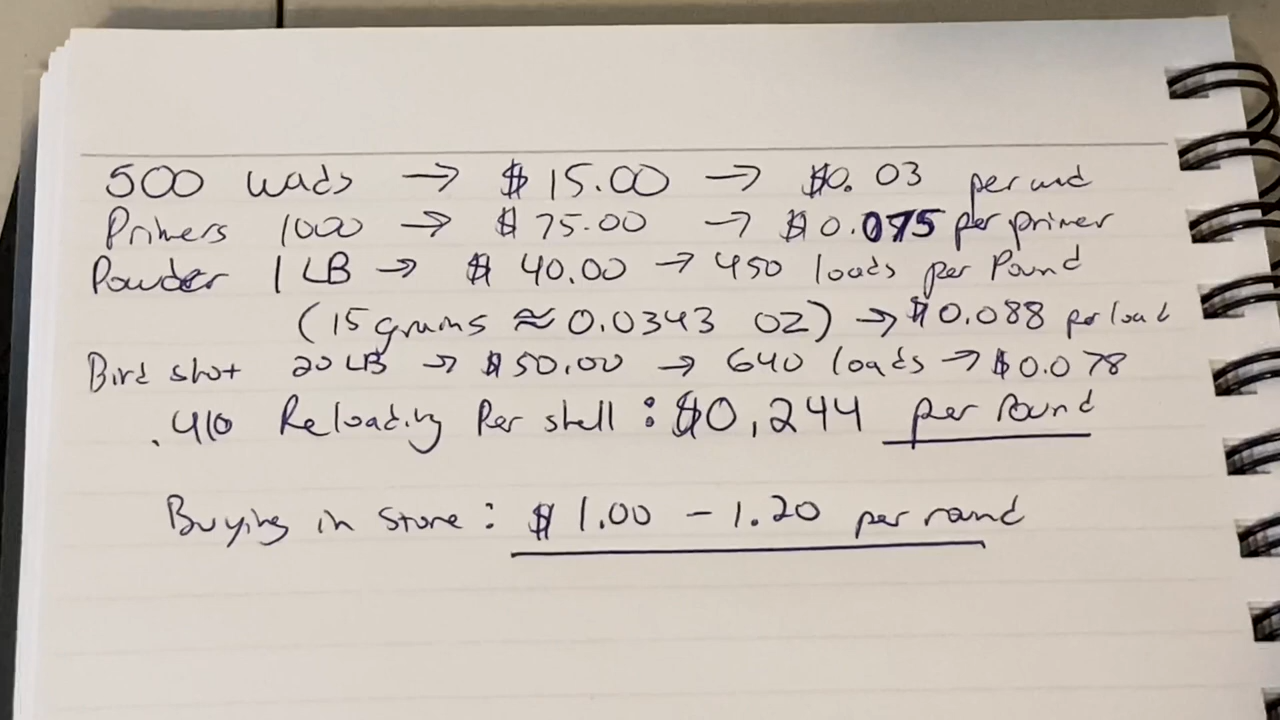 500 wads → $ 15.00 → $0.03 per wad
Primers 1000 → $ 75.00 → $0.075 per primer
Powder 1 LB → $ 40.00 → 450 loads per Pound
(15 grams ≈ 0.0343 OZ) → $0.088 per load
Bird shot 20 LB → $50.00 → 640 loads → $0.078
.410 Reloading Per shell : $0,244 per round
Buying in store : $ 1.00 - 1.20 per round